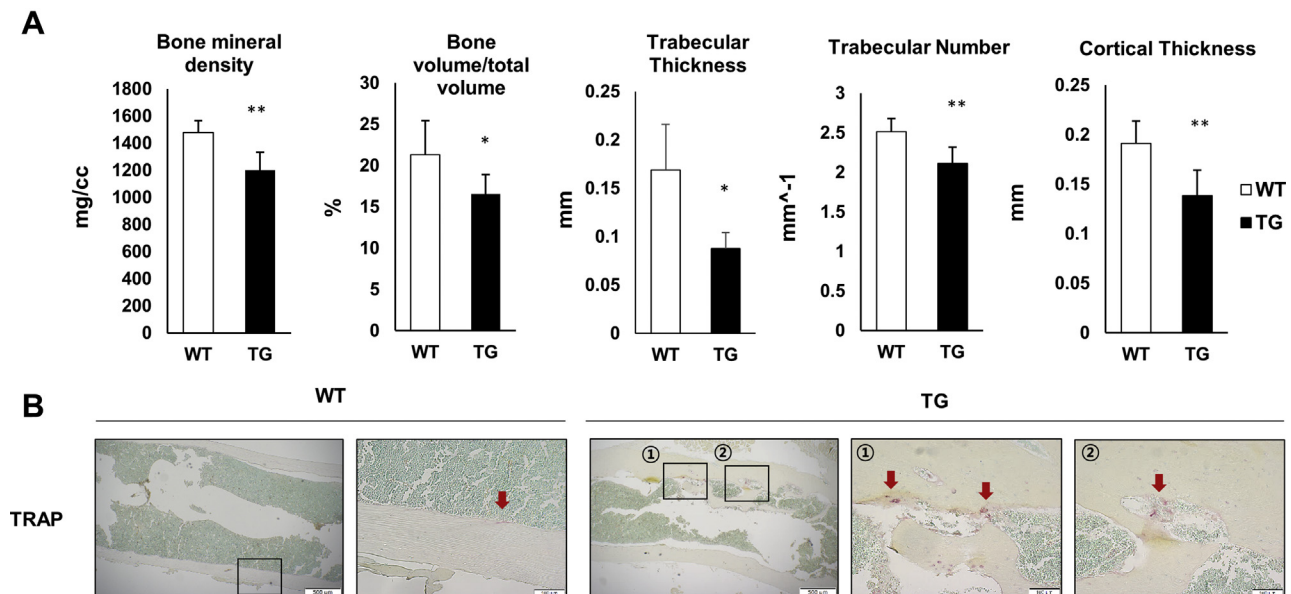 A
Bone mineral
density
mg/cc
1800
1600
1400
1200
1000
800
600
400
200
0
**
WT TG
Bone
volume/total
volume
%
30
25
20
15
10
5
0
*
WT TG
Trabecular
Thickness
mm
0.25
0.2
0.15
0.1
0.05
0
*
WT TG
Trabecular Number
mm^-1
3
2.5
2
1.5
1
0.5
0
**
WT TG
Cortical Thickness
mm
0.25
0.2
0.15
0.1
0.05
0
**
WT TG
WT
TG
B
WT
TG
TRAP
500 μm
① ②
500 μm
①
②